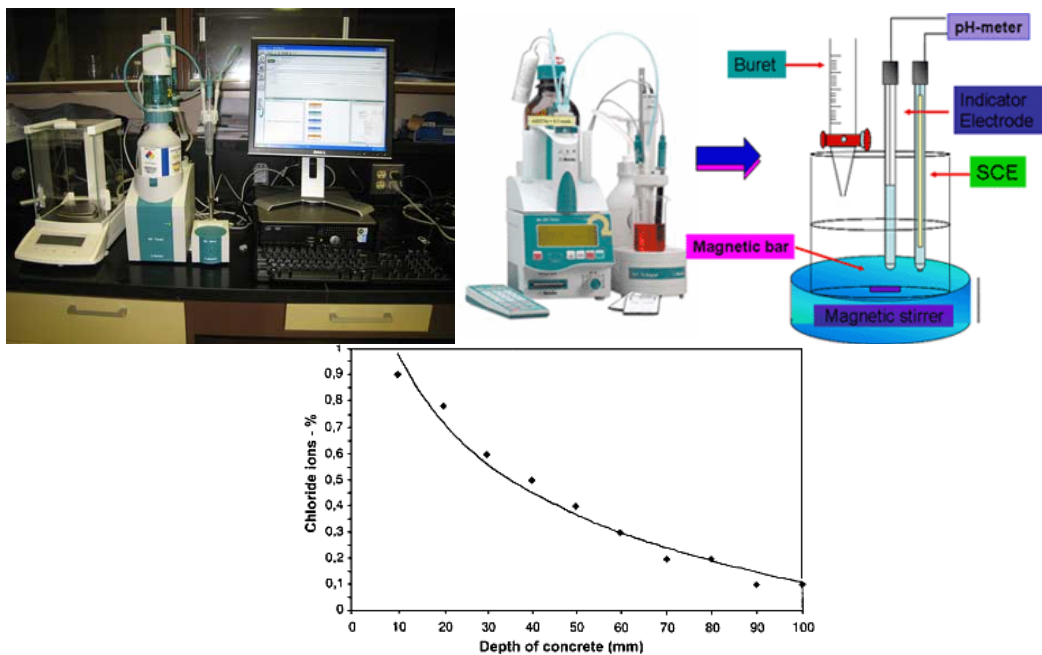 pH-meter
Buret
Indicator
Electrode
SCE
Magnetic bar
Magnetic stirrer
DELL
Chloride ions - %
1
0,9
0,8
0,7
0,6
0,5
0,4
0,3
0,2
0,1
0
0 10 20 30 40 50 60 70 80 90 100
Depth of concrete (mm)